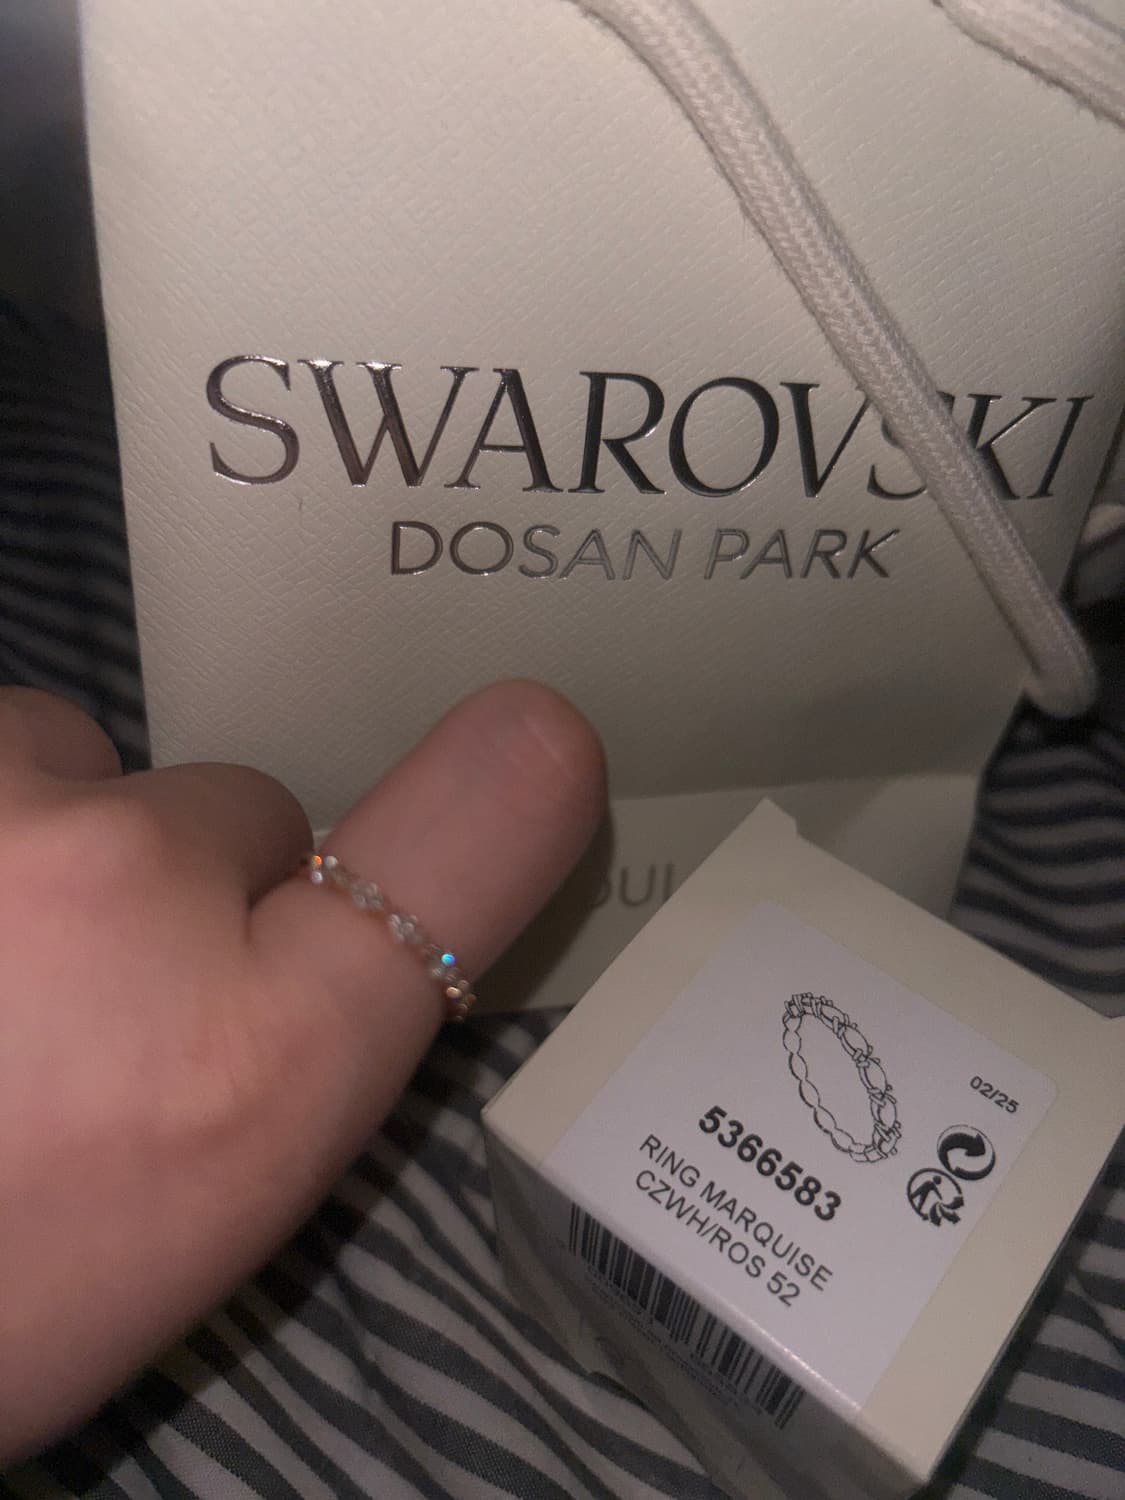 SWAROVSKI
DOSAN PARK
02/25
5366583
RING MARQUISE
CZWH/ROS 52